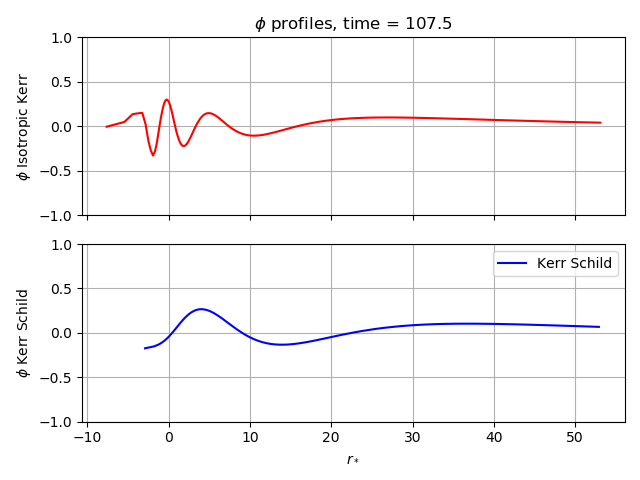 ϕ profiles, time = 107.5
1.0
0.5
0.0
−0.5
−1.0
ϕ Isotropic Kerr
1.0
0.5
0.0
−0.5
−1.0
ϕ Kerr Schild
Kerr Schild
−10 0 10 20 30 40 50
r*